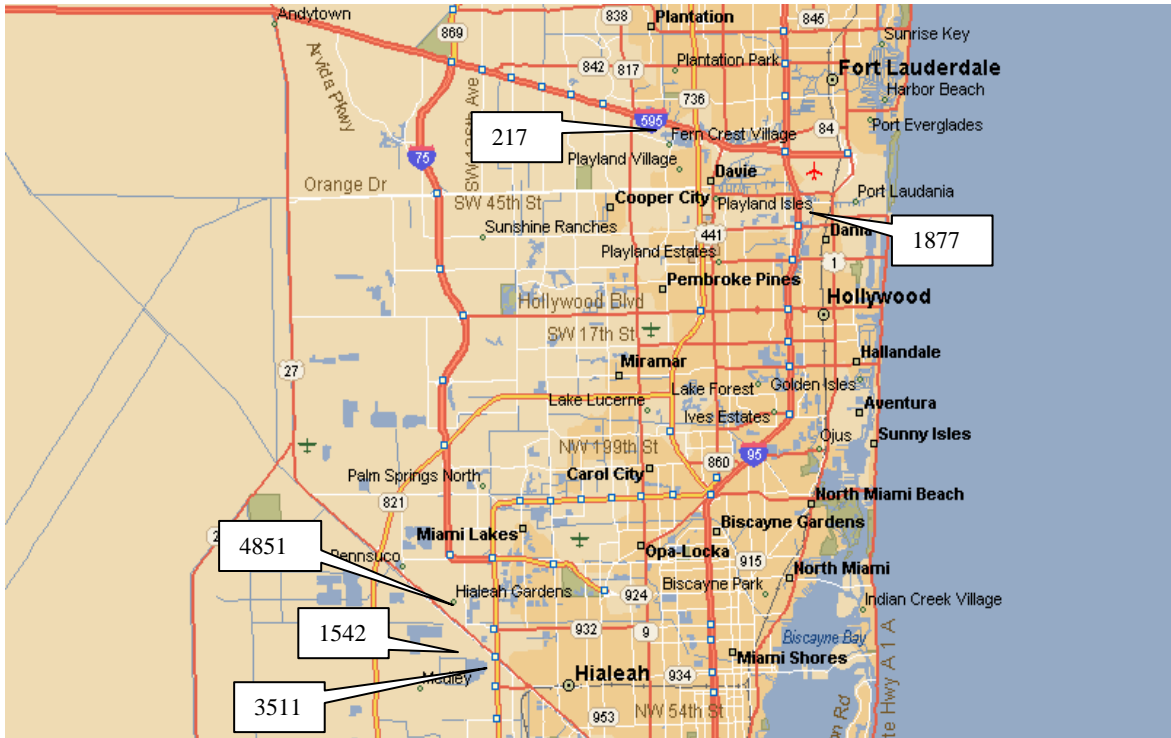 Andytown
838
Plantation
845
869
Sunrise Key
Arvida Pkwy
842
817
Plantation Park
Fort Lauderdale
Harbor Beach
736
595
217
Fern Crest Village
84
Port Everglades
75
Playland Village
Davie
Orange Dr
SW 45th St
Cooper City
Playland Isles
Port Laudania
Sunshine Ranches
441
Dania
1877
Playland Estates
1
Pembroke Pines
Hollywood Blvd
Hollywood
SW 17th St
Hallandale
27
Miramar
Lake Forest
Golden Isles
Lake Lucerne
Ives Estates
Aventura
NW 199th St
Ojus
Sunny Isles
95
860
Carol City
Palm Springs North
821
North Miami Beach
Biscayne Gardens
Miami Lakes
4851
Pennsuco
Opa-Locka
915
North Miami
Biscayne Park
Hialeah Gardens
924
Indian Creek Village
1542
932
9
Biscayne Bay
Miami Shores
Medley
Hialeah
934
3511
953
NW 54th St
te Hwy A1A
on Rd